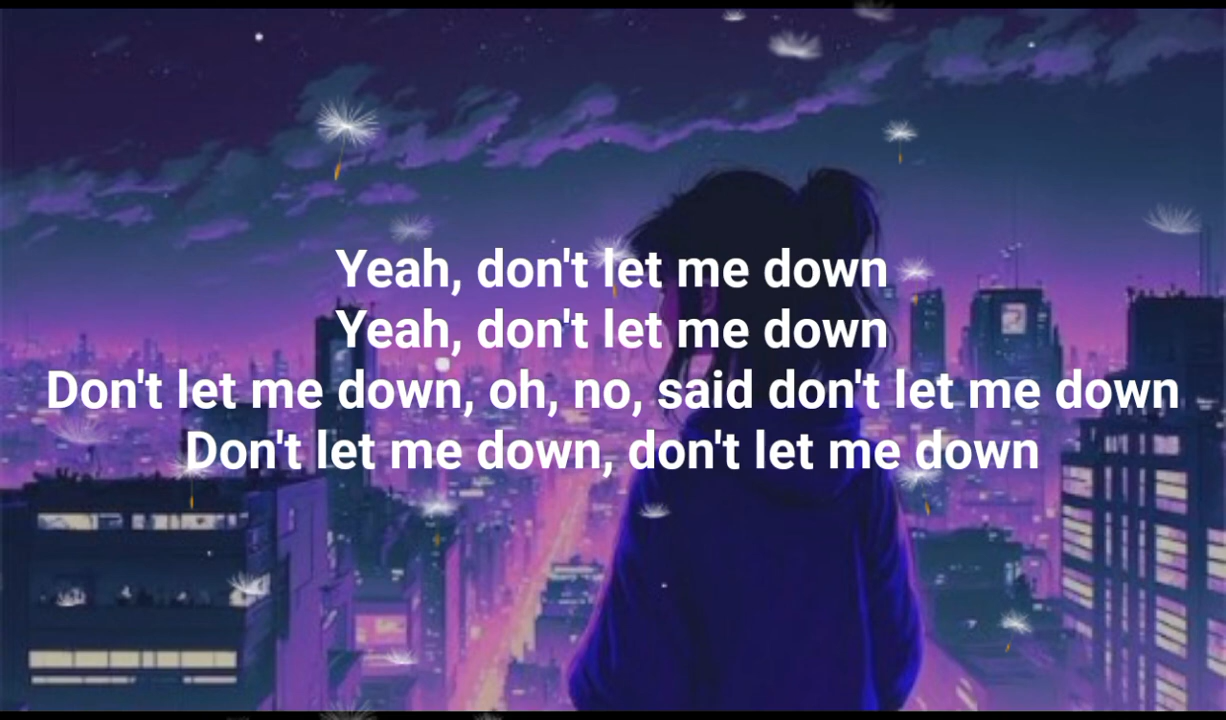 Yeah, don't let me down
Yeah, don't let me down
Don't let me down, oh, no, said don't let me down
Don't let me down, don't let me down